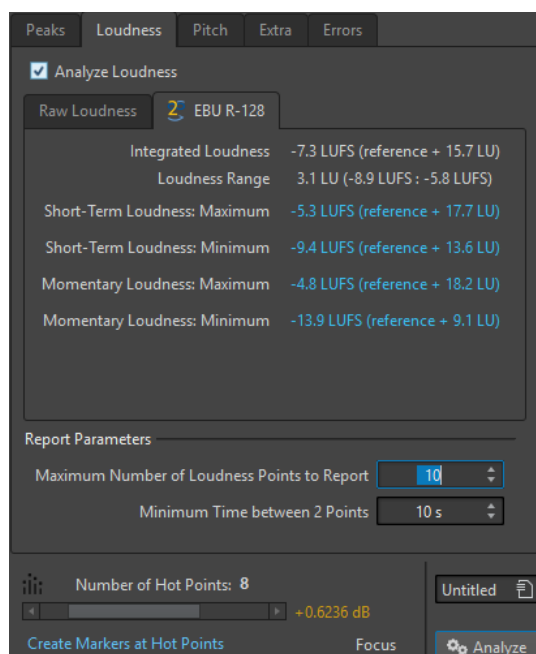 Peaks Loudness Pitch Extra Errors
Analyze Loudness
Raw Loudness 2 EBU R-128
Integrated Loudness -7.3 LUFS (reference + 15.7 LU)
Loudness Range 3.1 LU (-8.9 LUFS : -5.8 LUFS)
Short-Term Loudness: Maximum -5.3 LUFS (reference + 17.7 LU)
Short-Term Loudness: Minimum -9.4 LUFS (reference + 13.6 LU)
Momentary Loudness: Maximum -4.8 LUFS (reference + 18.2 LU)
Momentary Loudness: Minimum -13.9 LUFS (reference + 9.1 LU)
Report Parameters
Maximum Number of Loudness Points to Report 10
Minimum Time between 2 Points 10 s
Number of Hot Points: 8
Untitled
+0.6236 dB
Create Markers at Hot Points Focus Analyze